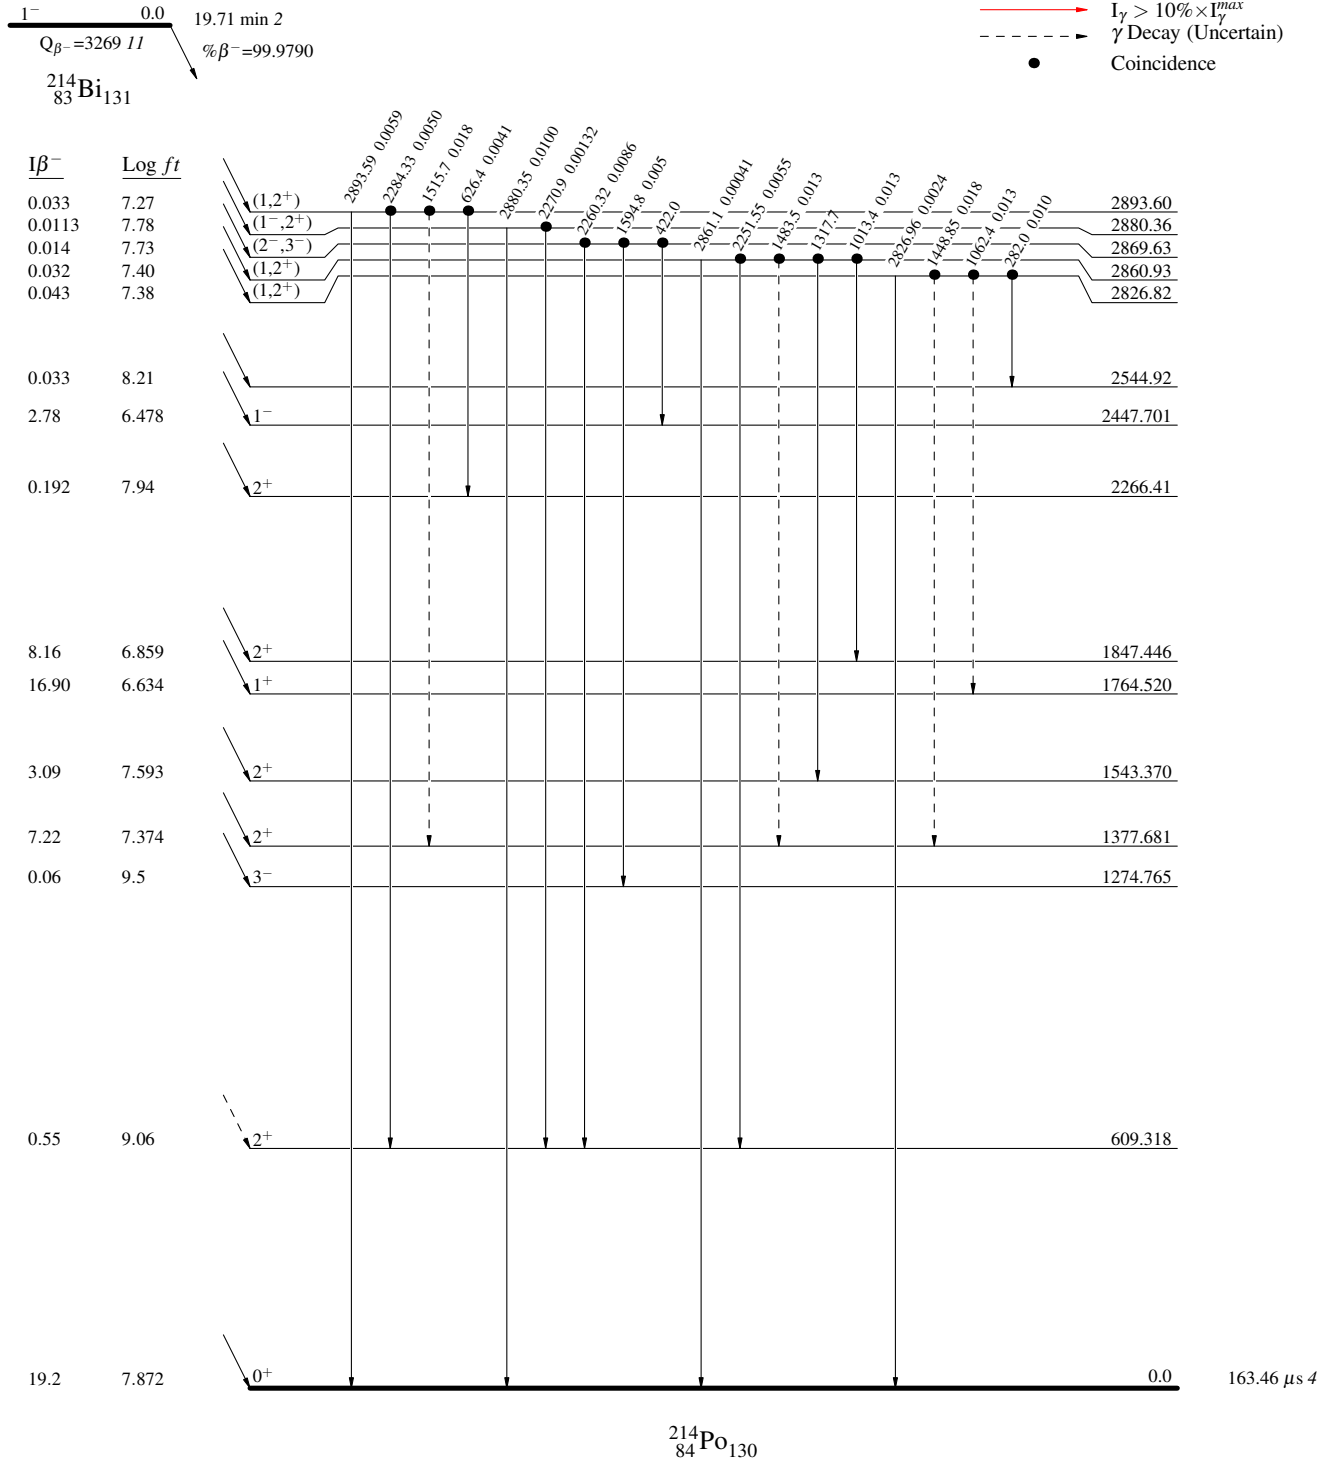 1⁻ 0.0 19.71 min 2
Q_β⁻=3269 11 %β⁻=99.9790
²¹⁴₈₃Bi₁₃₁
I_γ > 10%×I_γ^max
γ Decay (Uncertain)
Coincidence
Iβ⁻ Log ft
2893.59 0.0059
2284.33 0.0050
1515.7 0.018
626.4 0.0041
2880.35 0.0100
2270.9 0.00132
2260.32 0.0086
1594.8 0.005
422.0
2861.1 0.00041
2251.55 0.0055
1483.5 0.013
1317.7
1013.4 0.013
2826.96 0.0024
1448.85 0.018
1062.4 0.013
282.0 0.010
0.033 7.27 (1,2⁺) 2893.60
0.0113 7.78 (1⁻,2⁺) 2880.36
0.014 7.73 (2⁻,3⁻) 2869.63
0.032 7.40 (1,2⁺) 2860.93
0.043 7.38 (1,2⁺) 2826.82
0.033 8.21 2544.92
2.78 6.478 1⁻ 2447.701
0.192 7.94 2⁺ 2266.41
8.16 6.859 2⁺ 1847.446
16.90 6.634 1⁺ 1764.520
3.09 7.593 2⁺ 1543.370
7.22 7.374 2⁺ 1377.681
0.06 9.5 3⁻ 1274.765
0.55 9.06 2⁺ 609.318
19.2 7.872 0⁺ 0.0 163.46 μs 4
²¹⁴₈₄Po₁₃₀